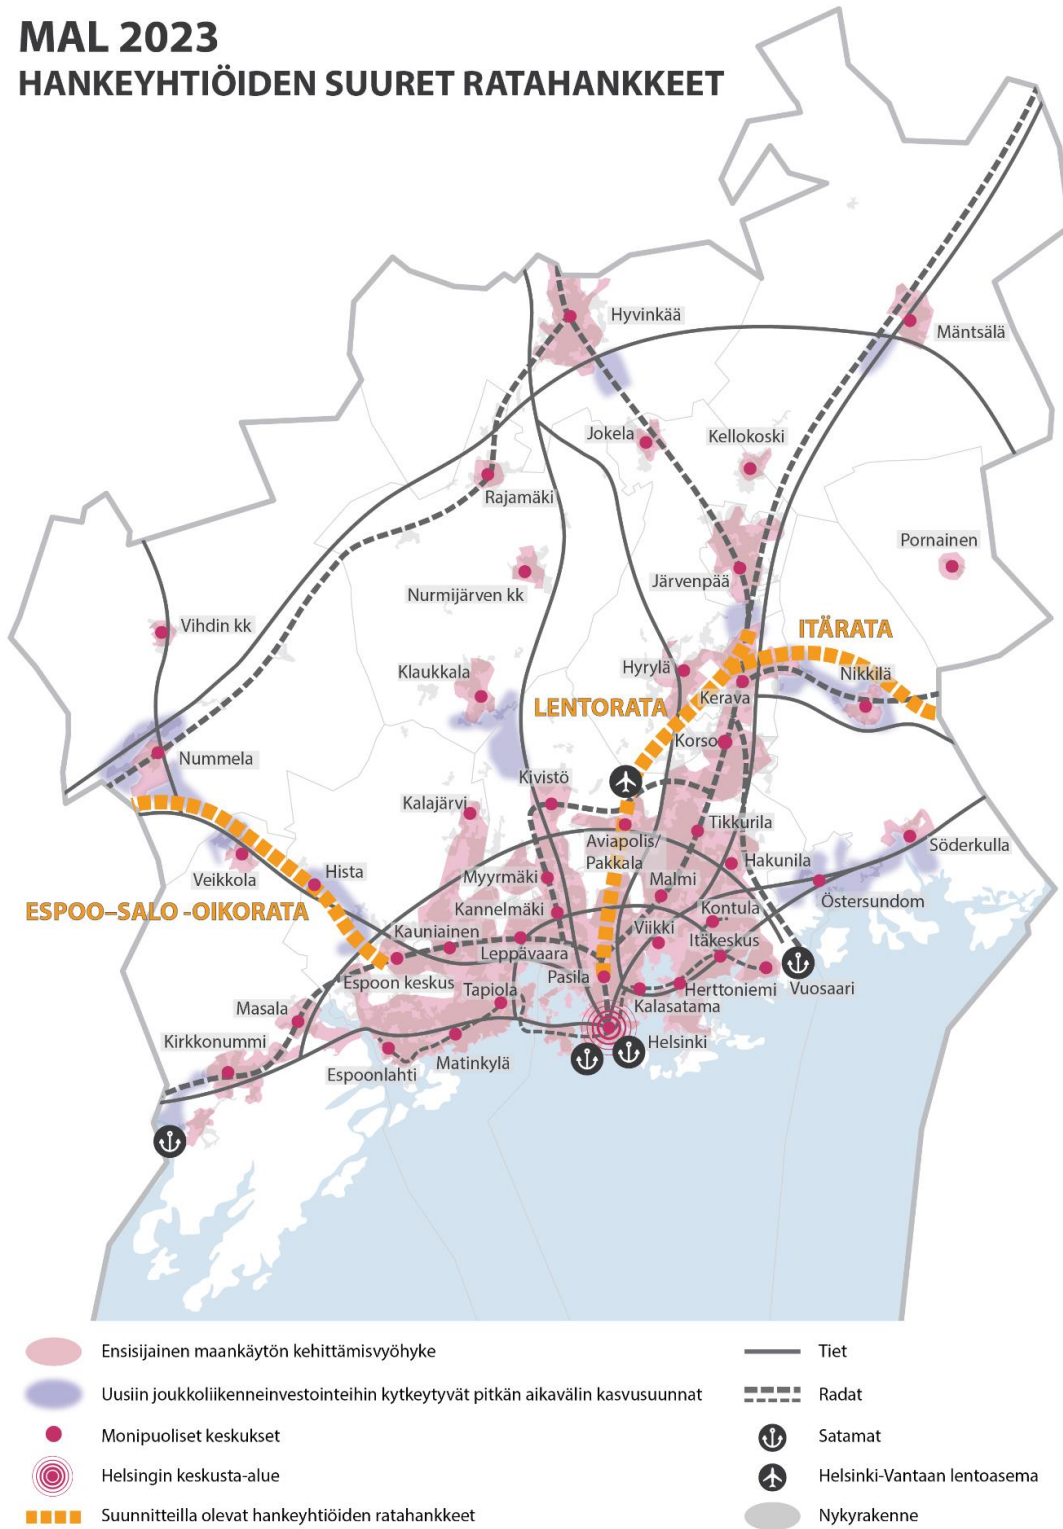 MAL 2023
HANKEYHTIÖIDEN SUURET RATAHANKKEET
Hyvinkää
Mäntsälä
Jokela
Kellokoski
Rajamäki
Pornainen
Järvenpää
Nurmijärven kk
Vihdin kk
ITÄRATA
Hyrylä
Klaukkala
Nikkilä
Kerava
LENTORATA
Korso
Nummela
Kivistö
Kalajärvi
Tikkurila
Aviapolis/
Pakkala
Söderkulla
Hakunila
Veikkola
Hista
Myyrmäki
Malmi
Östersundom
ESPOO–SALO -OIKORATA
Kannelmäki
Kontula
Kauniainen
Viikki
Itäkeskus
Leppävaara
Espoon keskus
Pasila
Tapiola
Herttoniemi
Vuosaari
Masala
Kalasatama
Kirkkonummi
Helsinki
Matinkylä
Espoonlahti
Ensisijainen maankäytön kehittämisvyöhyke
Tiet
Uusiin joukkoliikenneinvestointeihin kytkeytyvät pitkän aikavälin kasvusuunnat
Radat
Monipuoliset keskukset
Satamat
Helsingin keskusta-alue
Helsinki-Vantaan lentoasema
Suunnitteilla olevat hankeyhtiöiden ratahankkeet
Nykyrakenne